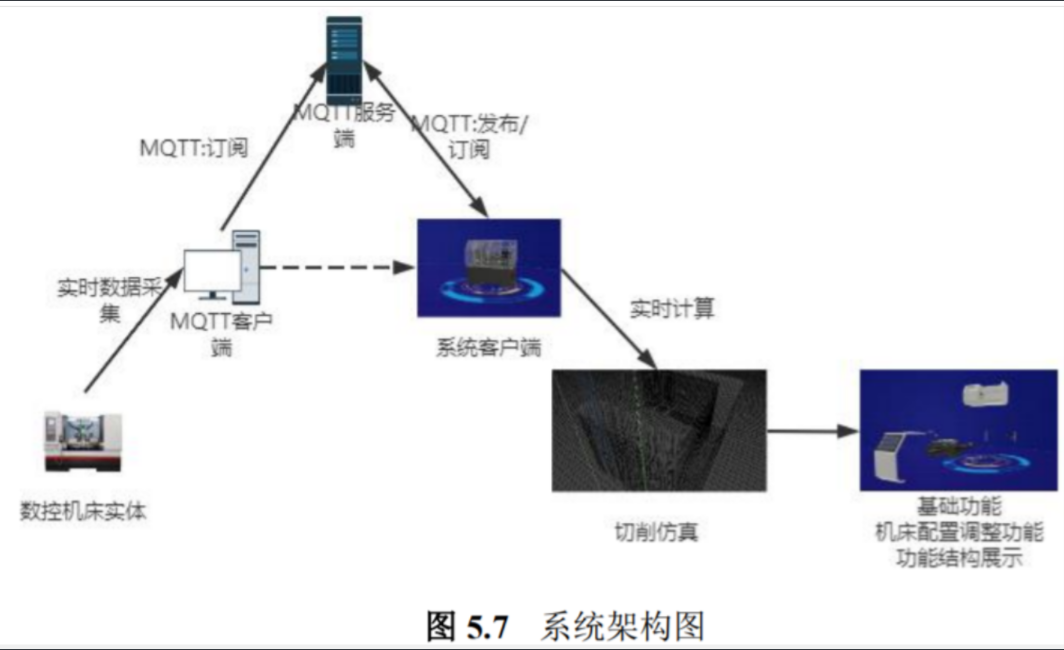 MQTT服务
端
MQTT:订阅
MQTT:发布/
订阅
实时数据采
集
MQTT客户
端
系统客户端
实时计算
数控机床实体
切削仿真
基础功能
机床配置调整功能
功能结构展示
图 5.7 系统架构图